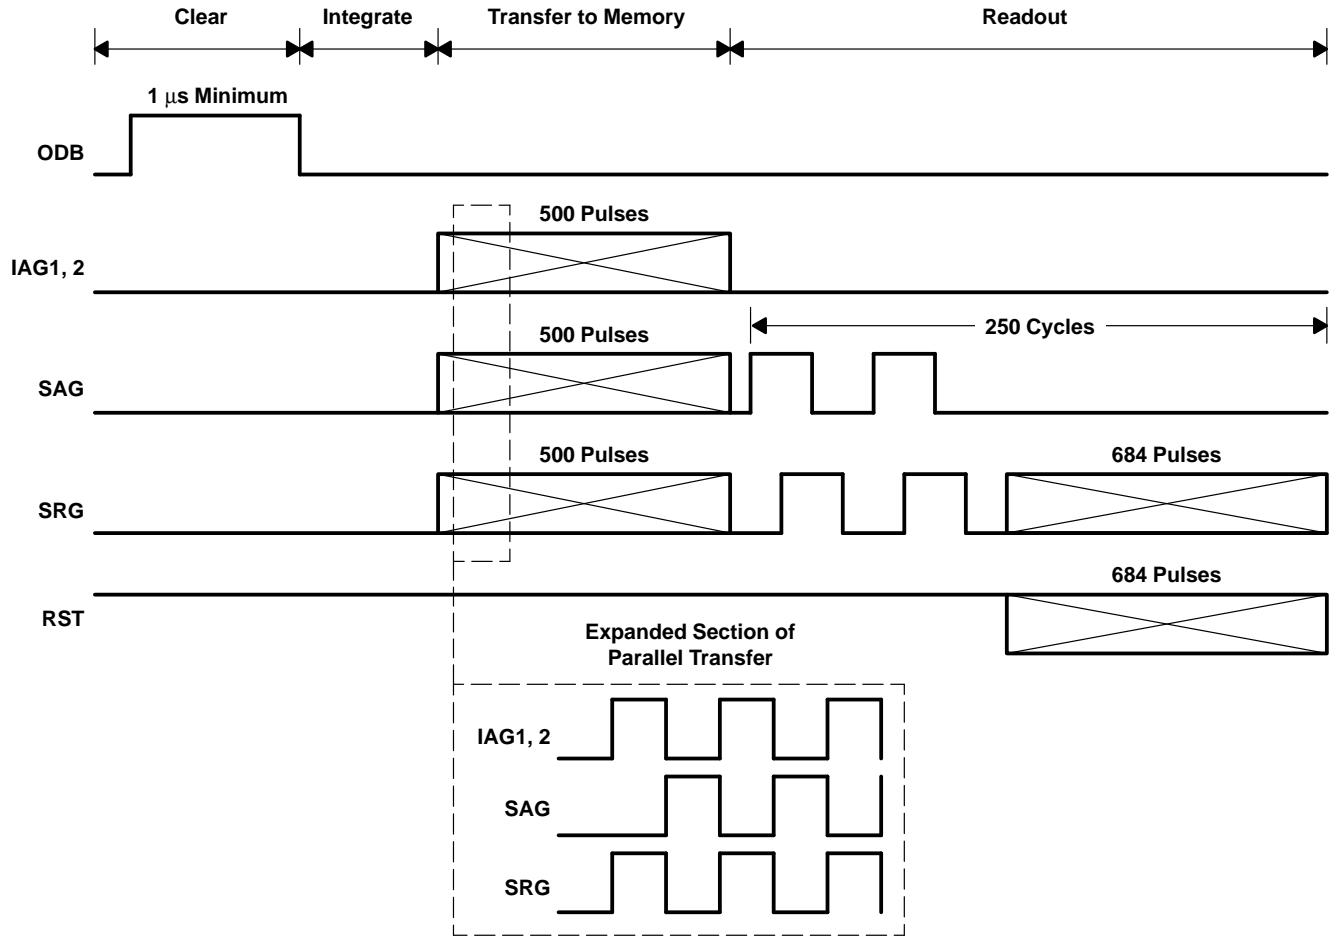 Clear
Integrate
Transfer to Memory
Readout
1 μs Minimum
ODB
500 Pulses
IAG1, 2
250 Cycles
500 Pulses
SAG
500 Pulses
684 Pulses
SRG
684 Pulses
RST
Expanded Section of
Parallel Transfer
IAG1, 2
SAG
SRG